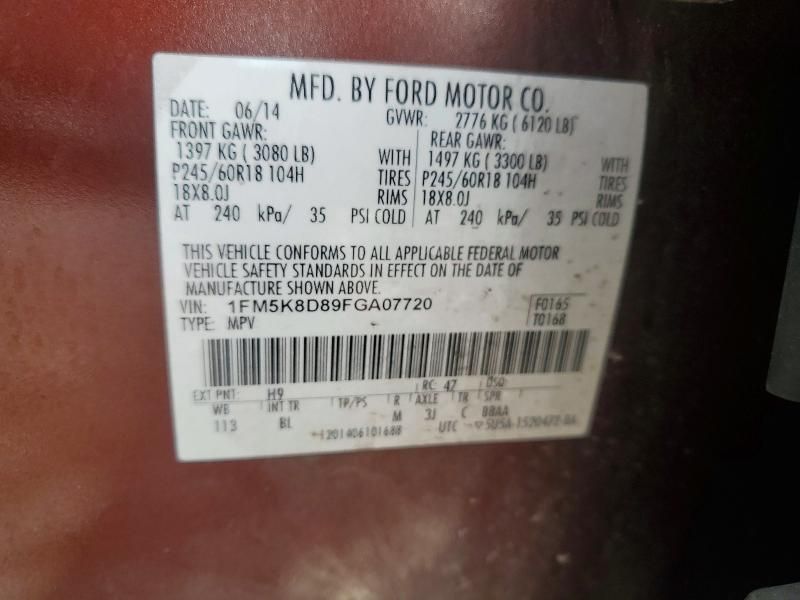 MFD. BY FORD MOTOR CO.
DATE: 06/14 GVWR: 2776 KG ( 6120 LB)
FRONT GAWR: REAR GAWR:
1397 KG ( 3080 LB) WITH 1497 KG ( 3300 LB) WITH
P245/60R18 104H TIRES P245/60R18 104H TIRES
18X8.0J RIMS 18X8.0J RIMS
AT 240 kPa/ 35 PSI COLD AT 240 kPa/ 35 PSI COLD
THIS VEHICLE CONFORMS TO ALL APPLICABLE FEDERAL MOTOR
VEHICLE SAFETY STANDARDS IN EFFECT ON THE DATE OF
MANUFACTURE SHOWN ABOVE.
VIN: 1FM5K8D89FGA07720 F0165
TYPE: MPV T0168
EXT PNT: H9 RC: 47 DSO:
WB INT TR TP/PS R AXLE TR SPR
113 BL M 3J C BBAA
1201406101688 UTC